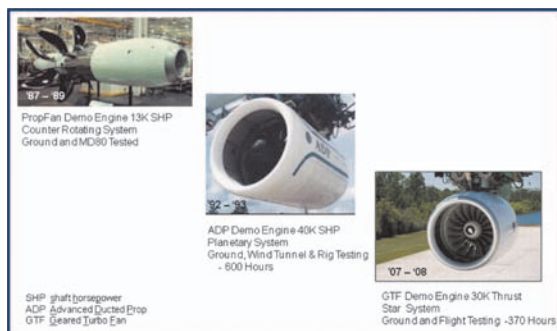 '87 – '89
PropFan Demo Engine 13K SHP
Counter Rotating System
Ground and MD80 Tested
ADP
'92 – '93
ADP Demo Engine 40K SHP
Planetary System
Ground, Wind Tunnel & Rig Testing
- 600 Hours
'07 – '08
GTF Demo Engine 30K Thrust
Star System
Ground and Flight Testing -370 Hours
SHP shaft horsepower
ADP Advanced Ducted Prop
GTF Geared Turbo Fan